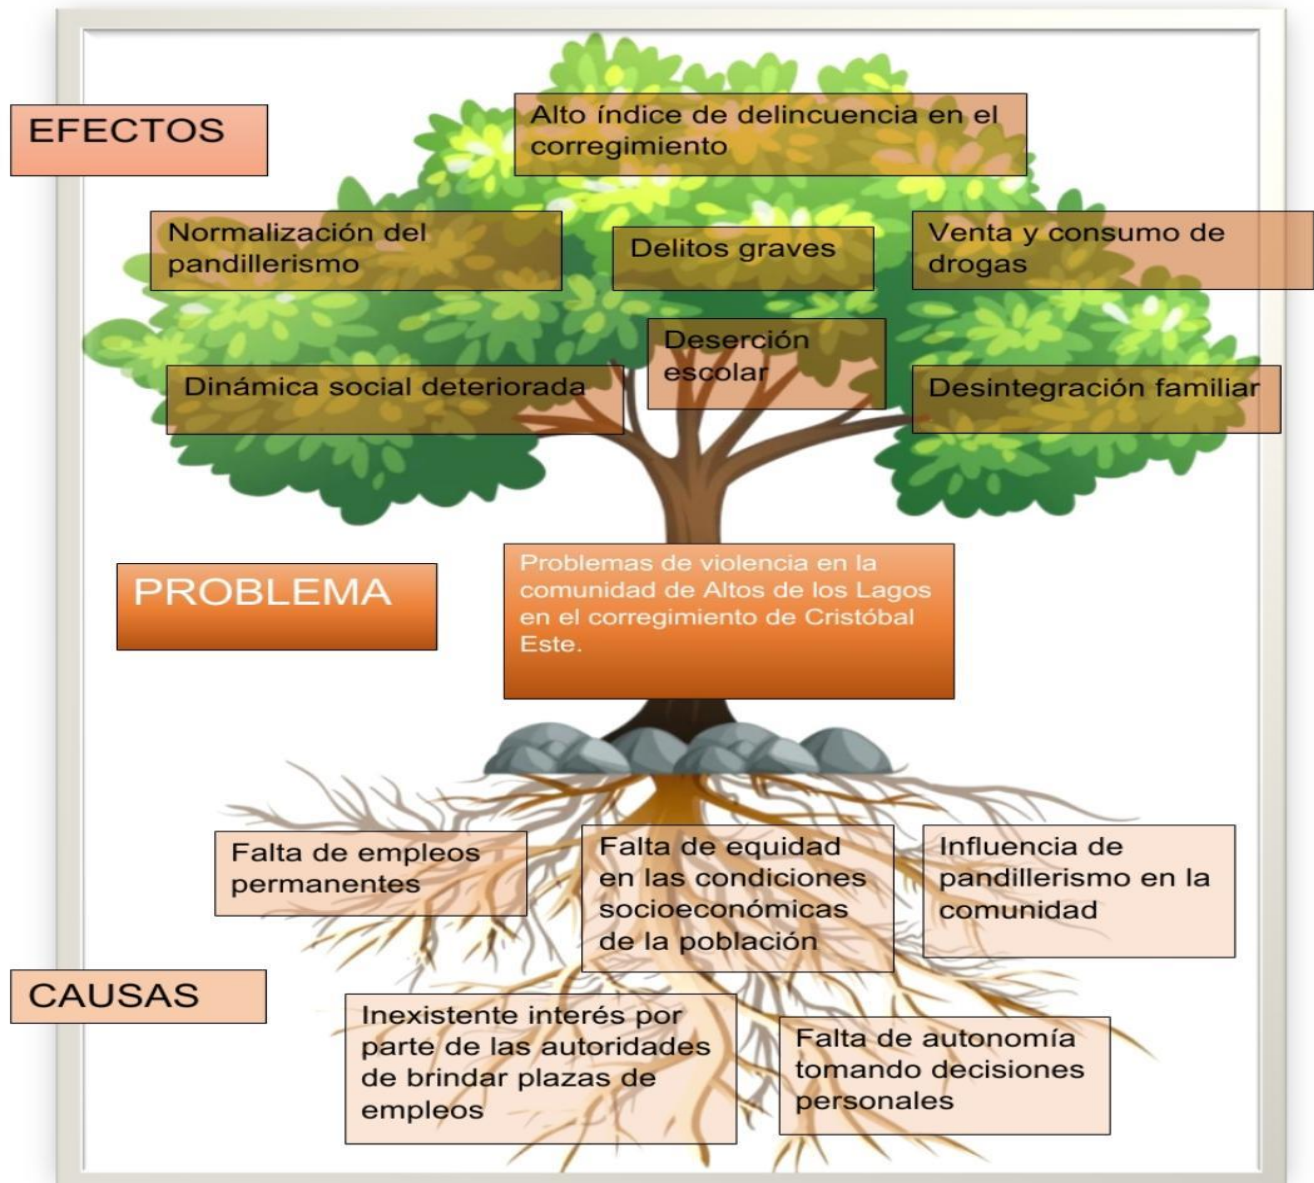 EFECTOS
Alto índice de delincuencia en el
corregimiento
Normalización del
pandillerismo
Delitos graves
Venta y consumo de
drogas
Deserción
escolar
Dinámica social deteriorada
Desintegración familiar
PROBLEMA
Problemas de violencia en la
comunidad de Altos de los Lagos
en el corregimiento de Cristóbal
Este.
Falta de empleos
permanentes
Falta de equidad
en las condiciones
socioeconómicas
de la población
Influencia de
pandillerismo en la
comunidad
CAUSAS
Inexistente interés por
parte de las autoridades
de brindar plazas de
empleos
Falta de autonomía
tomando decisiones
personales